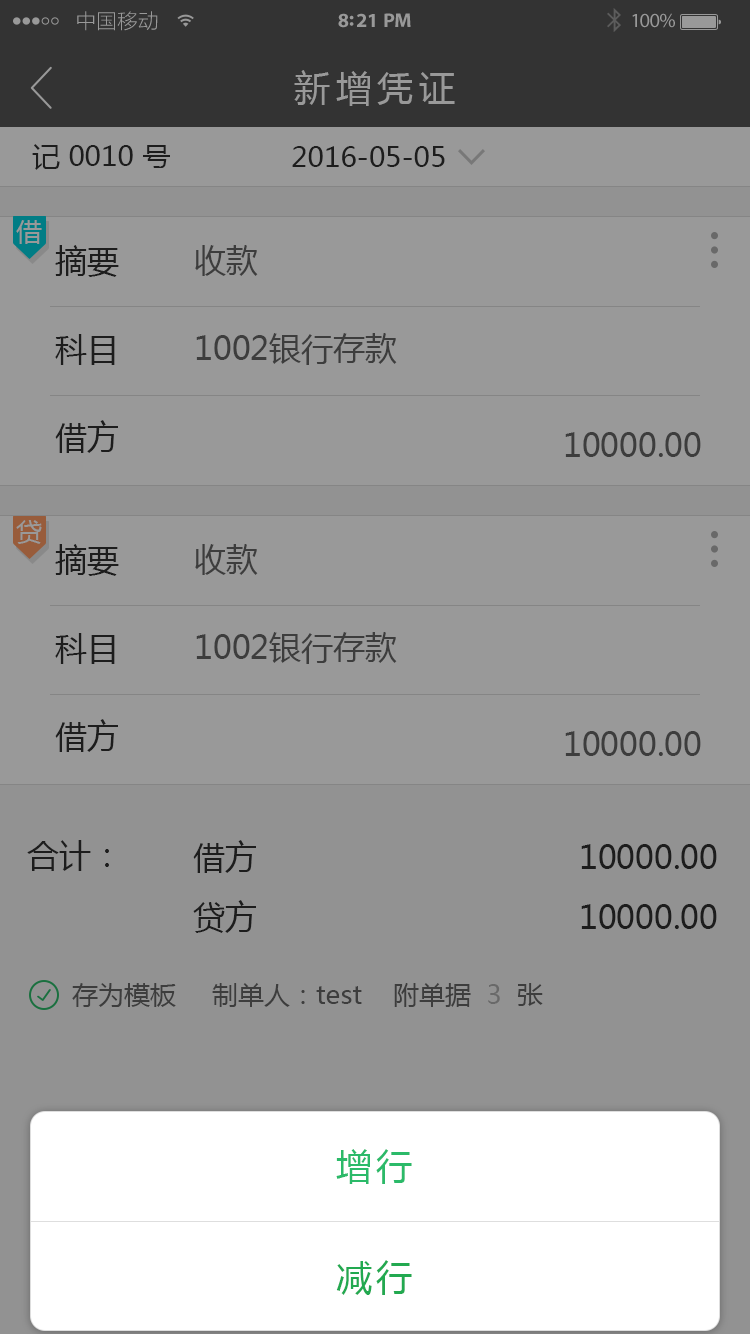 中国移动 8:21 PM 100%
新增凭证
记 0010 号 2016-05-05
借
摘要 收款
科目 1002银行存款
借方 10000.00
贷
摘要 收款
科目 1002银行存款
借方 10000.00
合计： 借方 10000.00
贷方 10000.00
存为模板 制单人：test 附单据 3 张
增行
减行